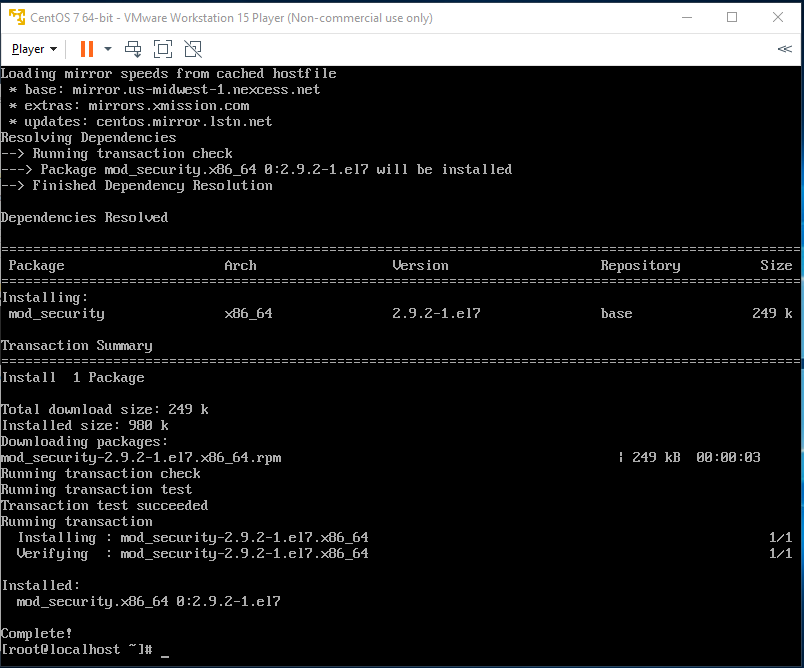 CentOS 7 64-bit - VMware Workstation 15 Player (Non-commercial use only)
Player
Loading mirror speeds from cached hostfile
* base: mirror.us-midwest-1.nexcess.net
* extras: mirrors.xmission.com
* updates: centos.mirror.lstn.net
Resolving Dependencies
--> Running transaction check
---> Package mod_security.x86_64 0:2.9.2-1.el7 will be installed
--> Finished Dependency Resolution
Dependencies Resolved
================================================================================
Package Arch Version Repository Size
================================================================================
Installing:
mod_security x86_64 2.9.2-1.el7 base 249 k
Transaction Summary
================================================================================
Install 1 Package
Total download size: 249 k
Installed size: 980 k
Downloading packages:
mod_security-2.9.2-1.el7.x86_64.rpm | 249 kB 00:00:03
Running transaction check
Running transaction test
Transaction test succeeded
Running transaction
Installing : mod_security-2.9.2-1.el7.x86_64 1/1
Verifying : mod_security-2.9.2-1.el7.x86_64 1/1
Installed:
mod_security.x86_64 0:2.9.2-1.el7
Complete!
[root@localhost ~]# _